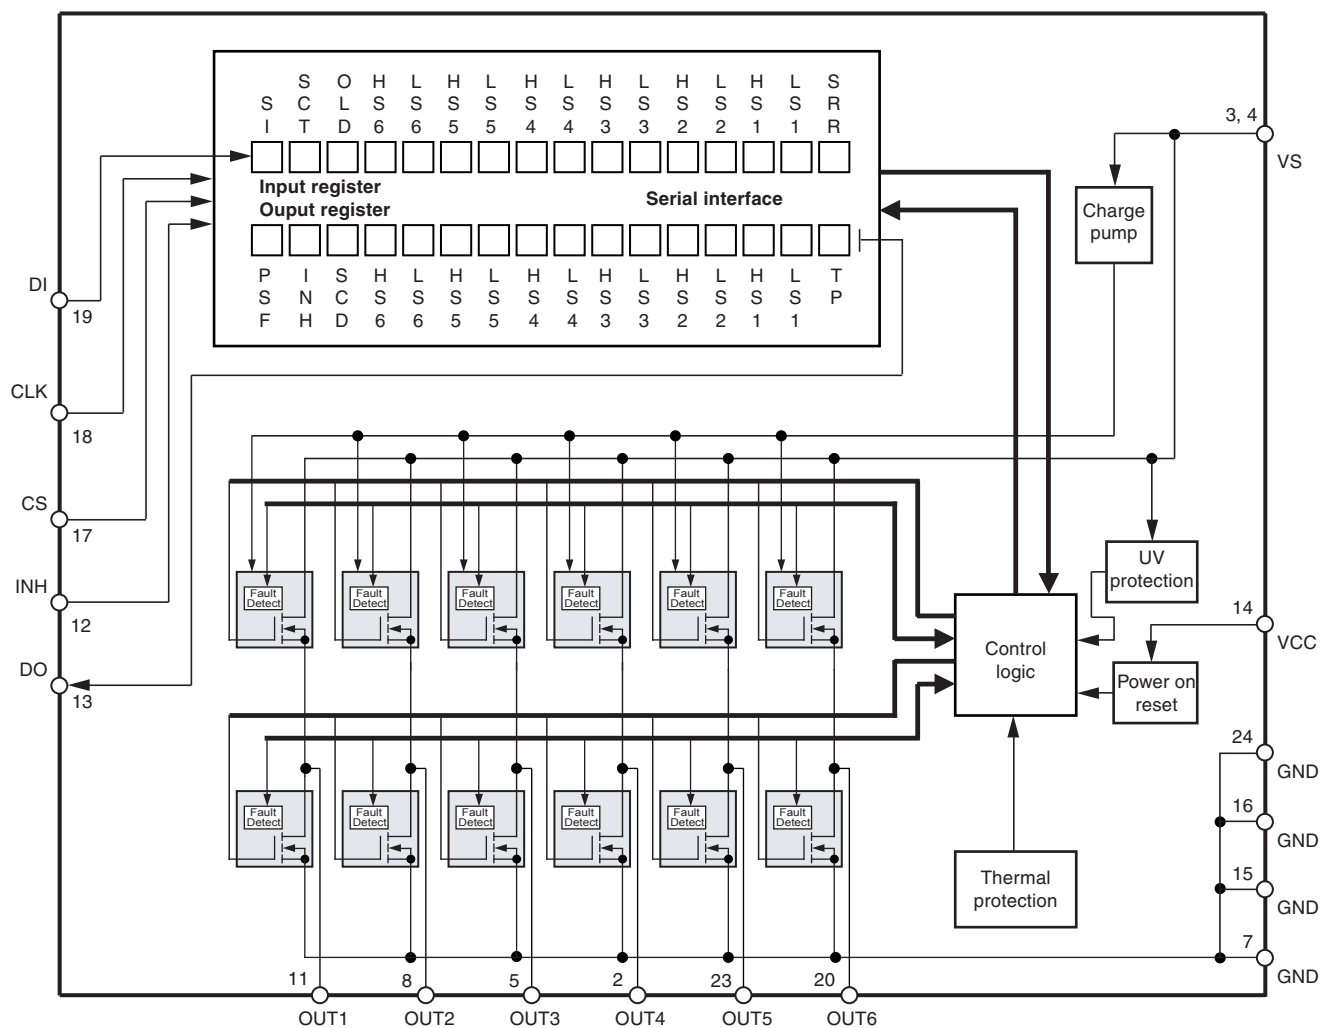 S O H L H L H L H L H L H L S
S C L S S S S S S S S S S S S R
I T D 6 6 5 5 4 4 3 3 2 2 1 1 R
Input register
Ouput register
Serial interface
P I S H L H L H L H L H L H L T
S N C S S S S S S S S S S S S P
F H D 6 6 5 5 4 4 3 3 2 2 1 1
3, 4
VS
Charge
pump
DI
19
CLK
18
CS
17
INH
12
DO
13
UV
protection
14
VCC
Control
logic
Power on
reset
Fault
Detect
Fault
Detect
Fault
Detect
Fault
Detect
Fault
Detect
Fault
Detect
24
GND
16
GND
15
GND
7
GND
Fault
Detect
Fault
Detect
Fault
Detect
Fault
Detect
Fault
Detect
Fault
Detect
Thermal
protection
11
8
5
2
23
20
OUT1
OUT2
OUT3
OUT4
OUT5
OUT6